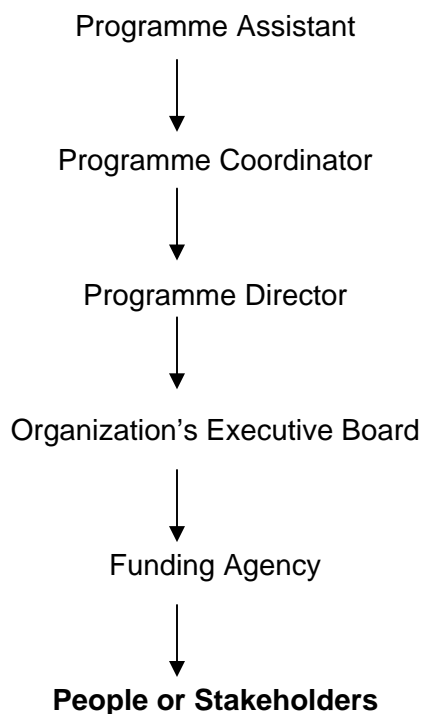 Programme Assistant
Programme Coordinator
Programme Director
Organization’s Executive Board
Funding Agency
People or Stakeholders